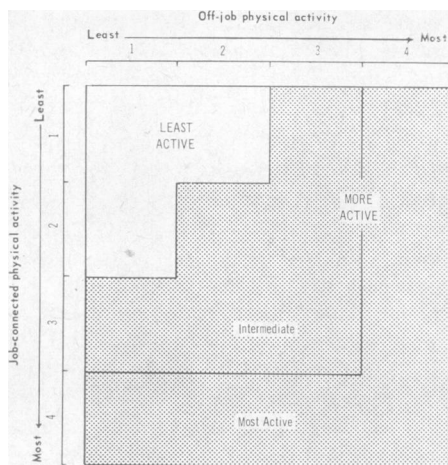 Off-job physical activity
Least Most
1 2 3 4
Job-connected physical activity
Least
1
2
3
4
Most
LEAST
ACTIVE
MORE
ACTIVE
Intermediate
Most Active